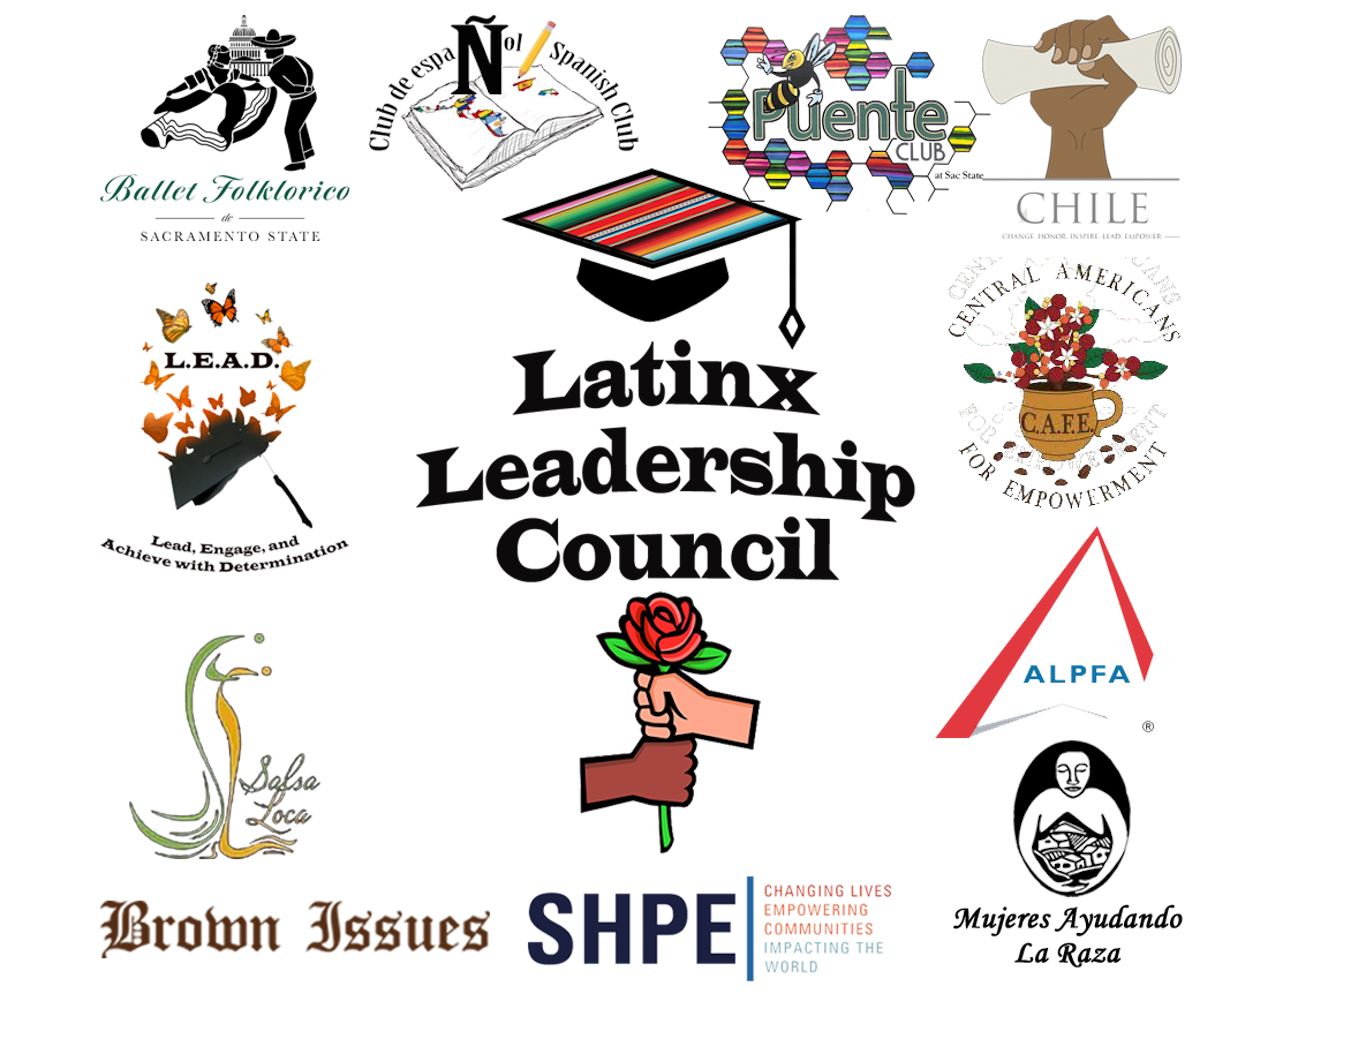 Ballet Folklorico
de
SACRAMENTO STATE
Club de espaÑol Spanish Club
Puente
CLUB
at Sac State
CHILE
CHANGE. HONOR. INSPIRE. LEAD. EMPOWER
L.E.A.D.
Lead, Engage, and
Achieve with Determination
Latinx
Leadership
Council
CENTRAL AMERICANS
C.A.F.E.
FOR EMPOWERMENT
ALPFA
®
Salsa
Loca
Mujeres Ayudando
La Raza
Brown Issues
SHPE
CHANGING LIVES
EMPOWERING
COMMUNITIES
IMPACTING THE
WORLD